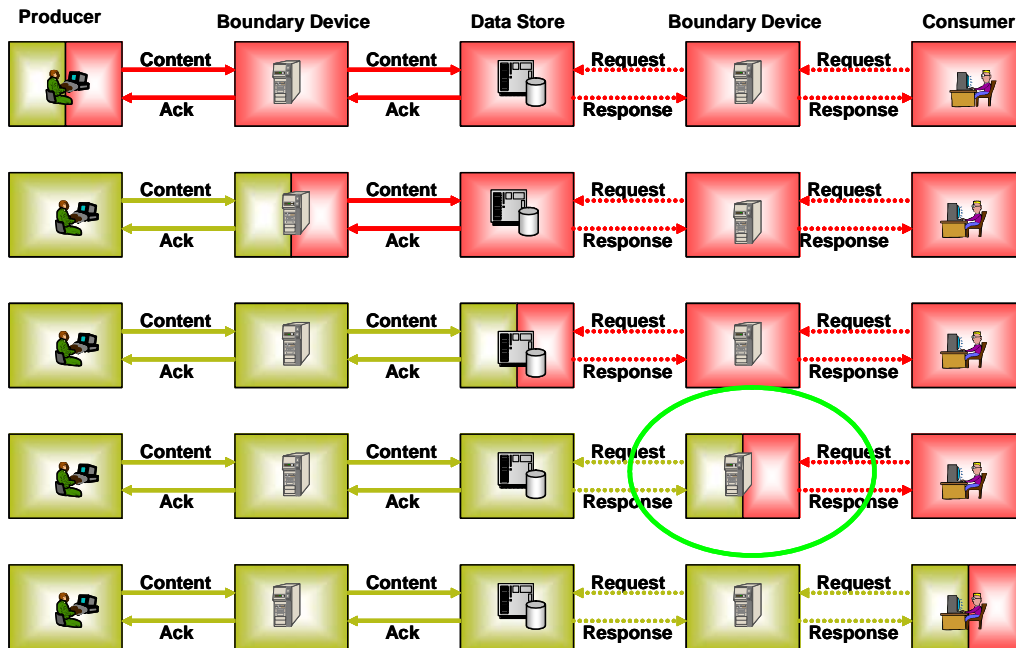 Producer Boundary Device Data Store Boundary Device Consumer
Content Content Request Request
Ack Ack Response Response
Content Content Request Request
Ack Ack Response Response
Content Content Request Request
Ack Ack Response Response
Content Content Request Request
Ack Ack Response Response
Content Content Request Request
Ack Ack Response Response